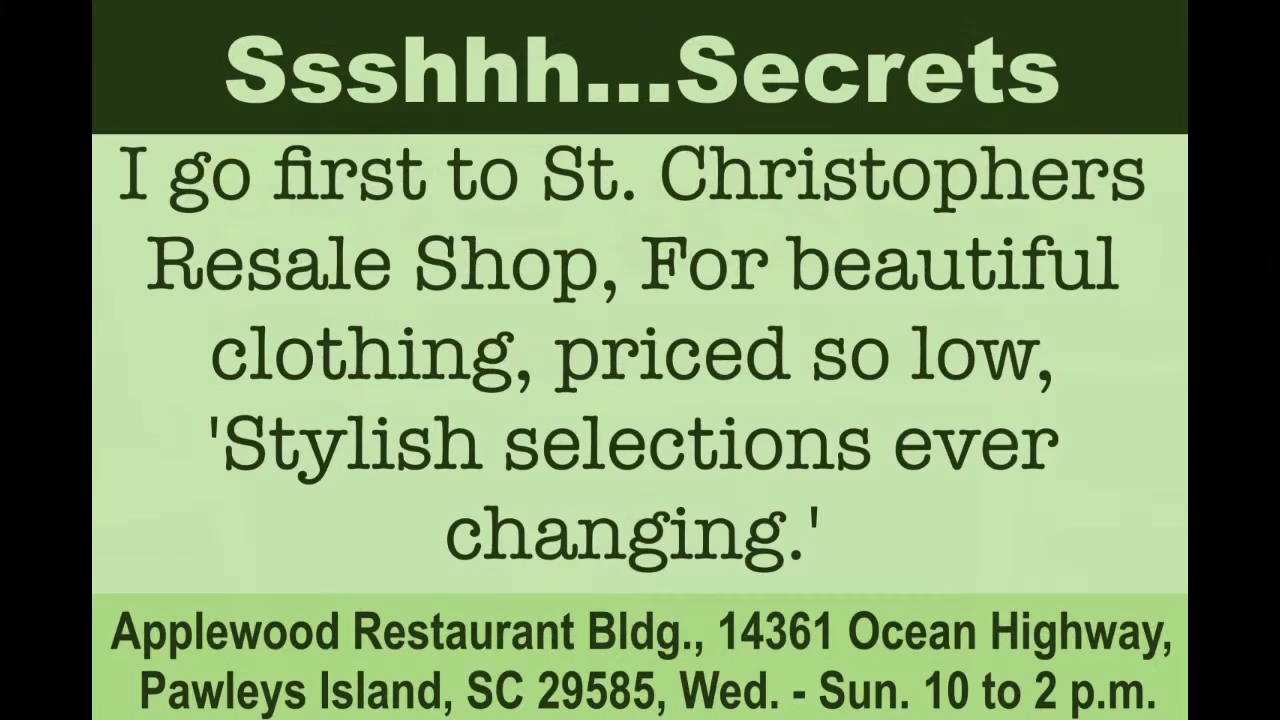 Ssshhh...Secrets
I go first to St. Christophers
Resale Shop, For beautiful
clothing, priced so low,
'Stylish selections ever
changing.'
Applewood Restaurant Bldg., 14361 Ocean Highway,
Pawleys Island, SC 29585, Wed. - Sun. 10 to 2 p.m.